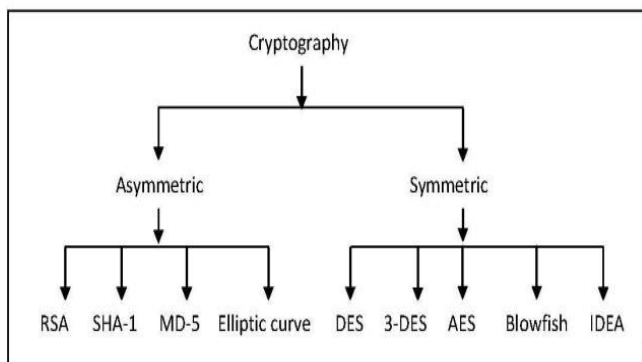 Cryptography
Asymmetric Symmetric
RSA SHA-1 MD-5 Elliptic curve DES 3-DES AES Blowfish IDEA